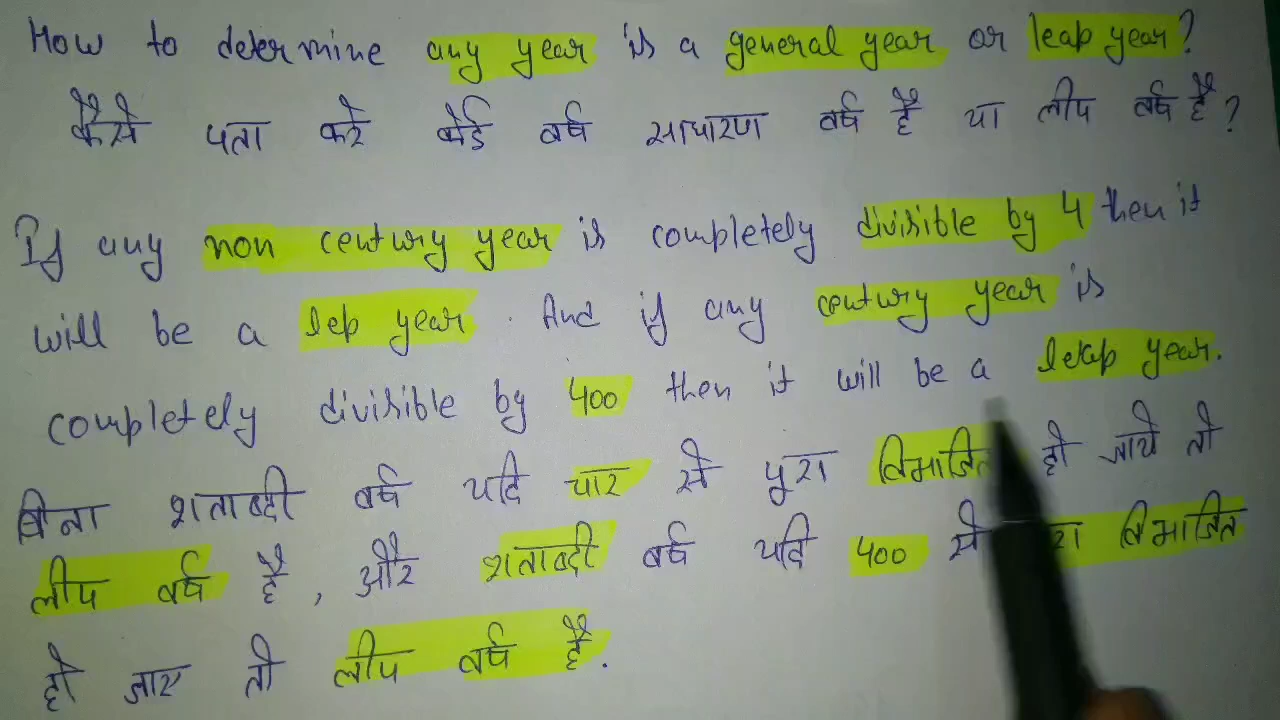 How to determine any year is a general year or leap year?
कैसे पता करे कोई वर्ष साधारण वर्ष है या लीप वर्ष है?
If any non century year is completely divisible by 4 then it
will be a lep year. And if any century year is
completely divisible by 400 then it will be a leap year.
बिना शताब्दी वर्ष यदि चार से पूरा विभाजित हो जाये तो
लीप वर्ष है, और शताब्दी वर्ष यदि 400 से विभाजित
हो जाए तो लीप वर्ष है.